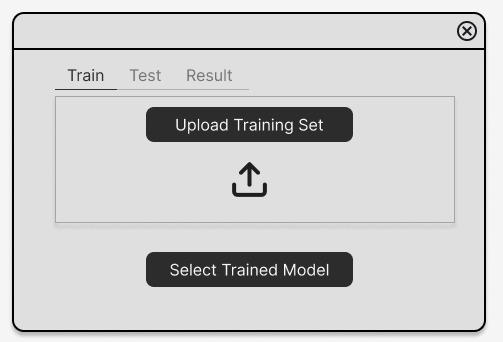 Train Test Result
Upload Training Set
Select Trained Model